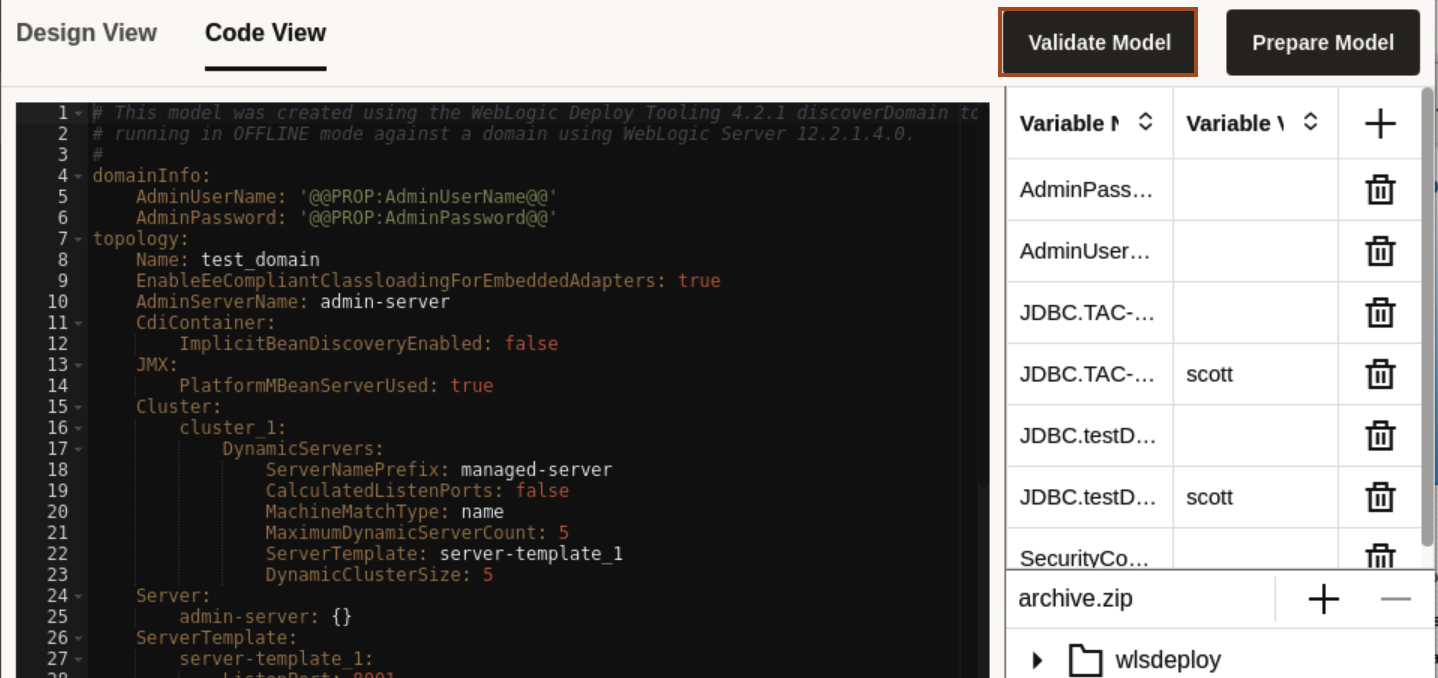 Design View
Code View
Validate Model
Prepare Model
1 # This model was created using the WebLogic Deploy Tooling 4.2.1 discoverDomain to
2 # running in OFFLINE mode against a domain using WebLogic Server 12.2.1.4.0.
3 #
4 domainInfo:
5 AdminUserName: '@@PROP:AdminUserName@@'
6 AdminPassword: '@@PROP:AdminPassword@@'
7 topology:
8 Name: test_domain
9 EnableEeCompliantClassloadingForEmbeddedAdapters: true
10 AdminServerName: admin-server
11 CdiContainer:
12 ImplicitBeanDiscoveryEnabled: false
13 JMX:
14 PlatformMBeanServerUsed: true
15 Cluster:
16 cluster_1:
17 DynamicServers:
18 ServerNamePrefix: managed-server
19 CalculatedListenPorts: false
20 MachineMatchType: name
21 MaximumDynamicServerCount: 5
22 ServerTemplate: server-template_1
23 DynamicClusterSize: 5
24 Server:
25 admin-server: {}
26 ServerTemplate:
27 server-template_1:
28 ListenPort: 8001
Variable Variable
AdminPass...
AdminUser...
JDBC.TAC-...
JDBC.TAC-... scott
JDBC.testD...
JDBC.testD... scott
SecurityCo...
archive.zip
wlsdeploy